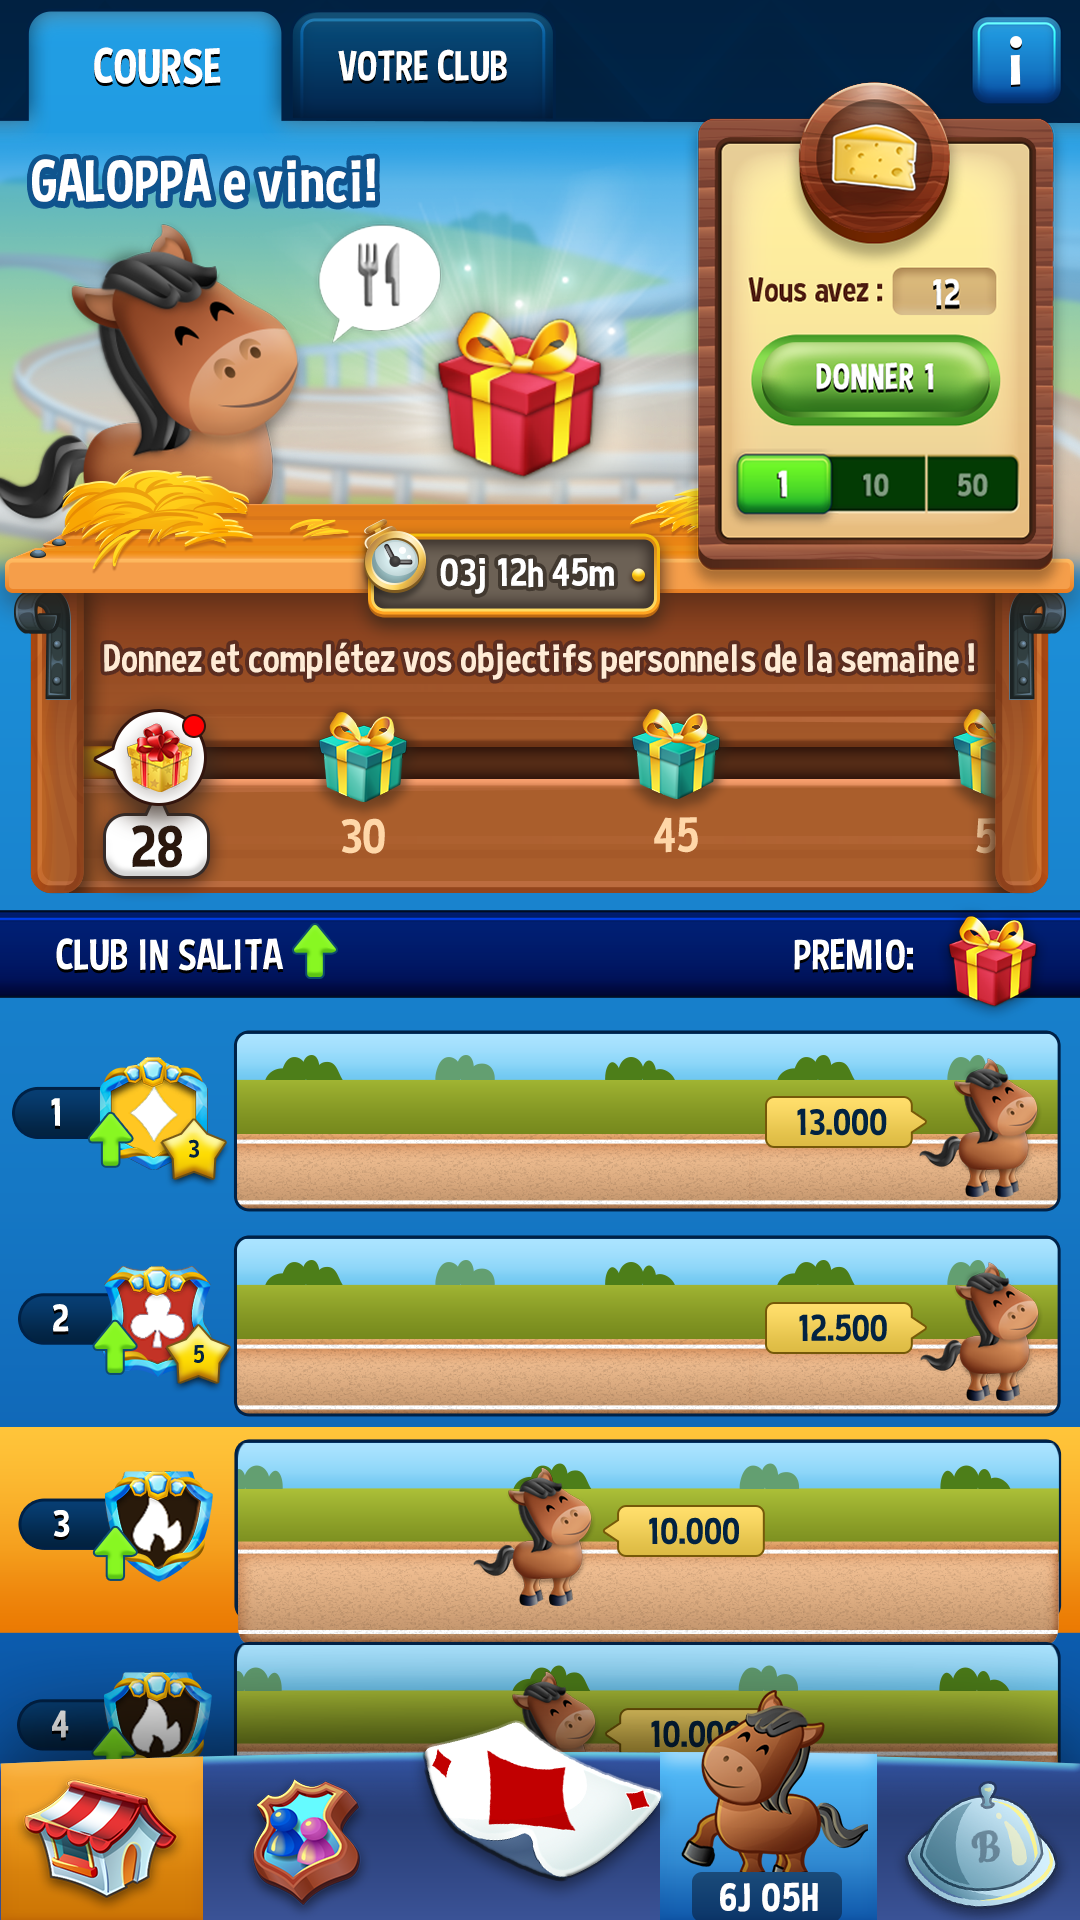 COURSE
VOTRE CLUB
i
GALOPPA e vinci!
Vous avez :
12
DONNER 1
1
10
50
03j 12h 45m
Donnez et complétez vos objectifs personnels de la semaine !
28
30
45
5
CLUB IN SALITA
PREMIO:
1
3
13.000
2
5
12.500
3
10.000
4
10.000
B
6J 05H